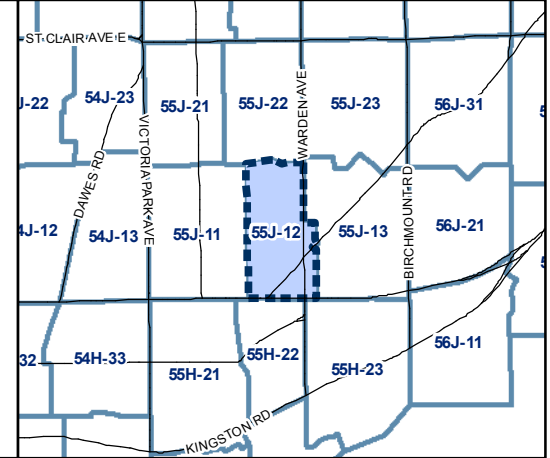 ST CLAIR AVE E
J-22
54J-23
55J-21
55J-22
55J-23
56J-31
5
DAWES RD
VICTORIA PARK AVE
WARDEN AVE
BIRCHMOUNT RD
4J-12
54J-13
55J-11
55J-12
55J-13
56J-21
5
32
54H-33
55H-21
55H-22
55H-23
56J-11
KINGSTON RD